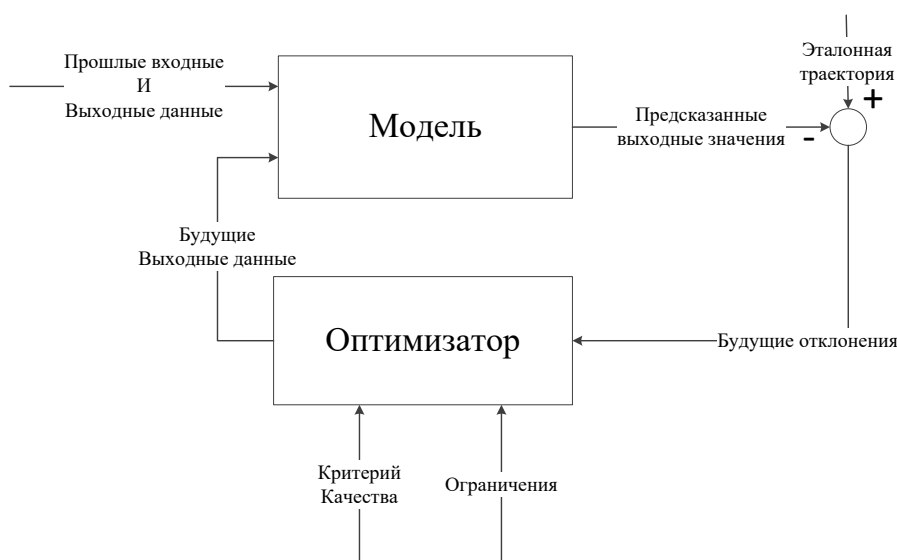 Прошлые входные
И
Выходные данные
Модель
Эталонная
траектория
+
-
Предсказанные
выходные значения
Будущие
Выходные данные
Оптимизатор
Будущие отклонения
Критерий
Качества
Ограничения